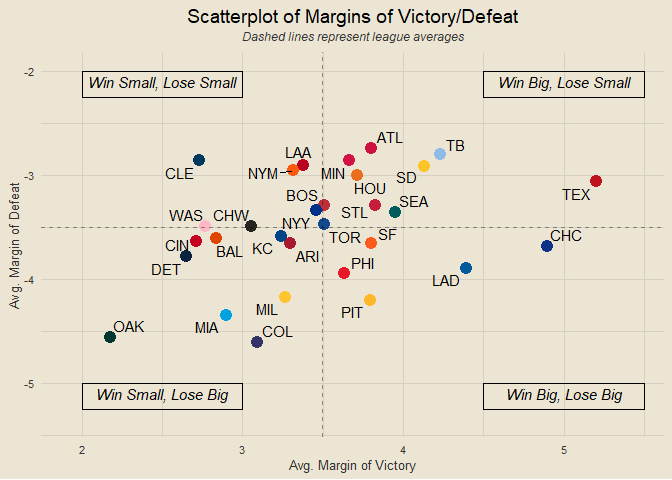 Scatterplot of Margins of Victory/Defeat
Dashed lines represent league averages
-2
Win Small, Lose Small
Win Big, Lose Small
ATL
TB
LAA
CLE
NYM
MIN
SD
-3
HOU
TEX
BOS
WAS
CHW
NYY
STL
SEA
CIN
BAL
KC
ARI
TOR
SF
CHC
DET
PHI
LAD
-4
MIL
PIT
OAK
MIA
COL
-5
Win Small, Lose Big
Win Big, Lose Big
2
3
4
5
Avg. Margin of Victory
Avg. Margin of Defeat